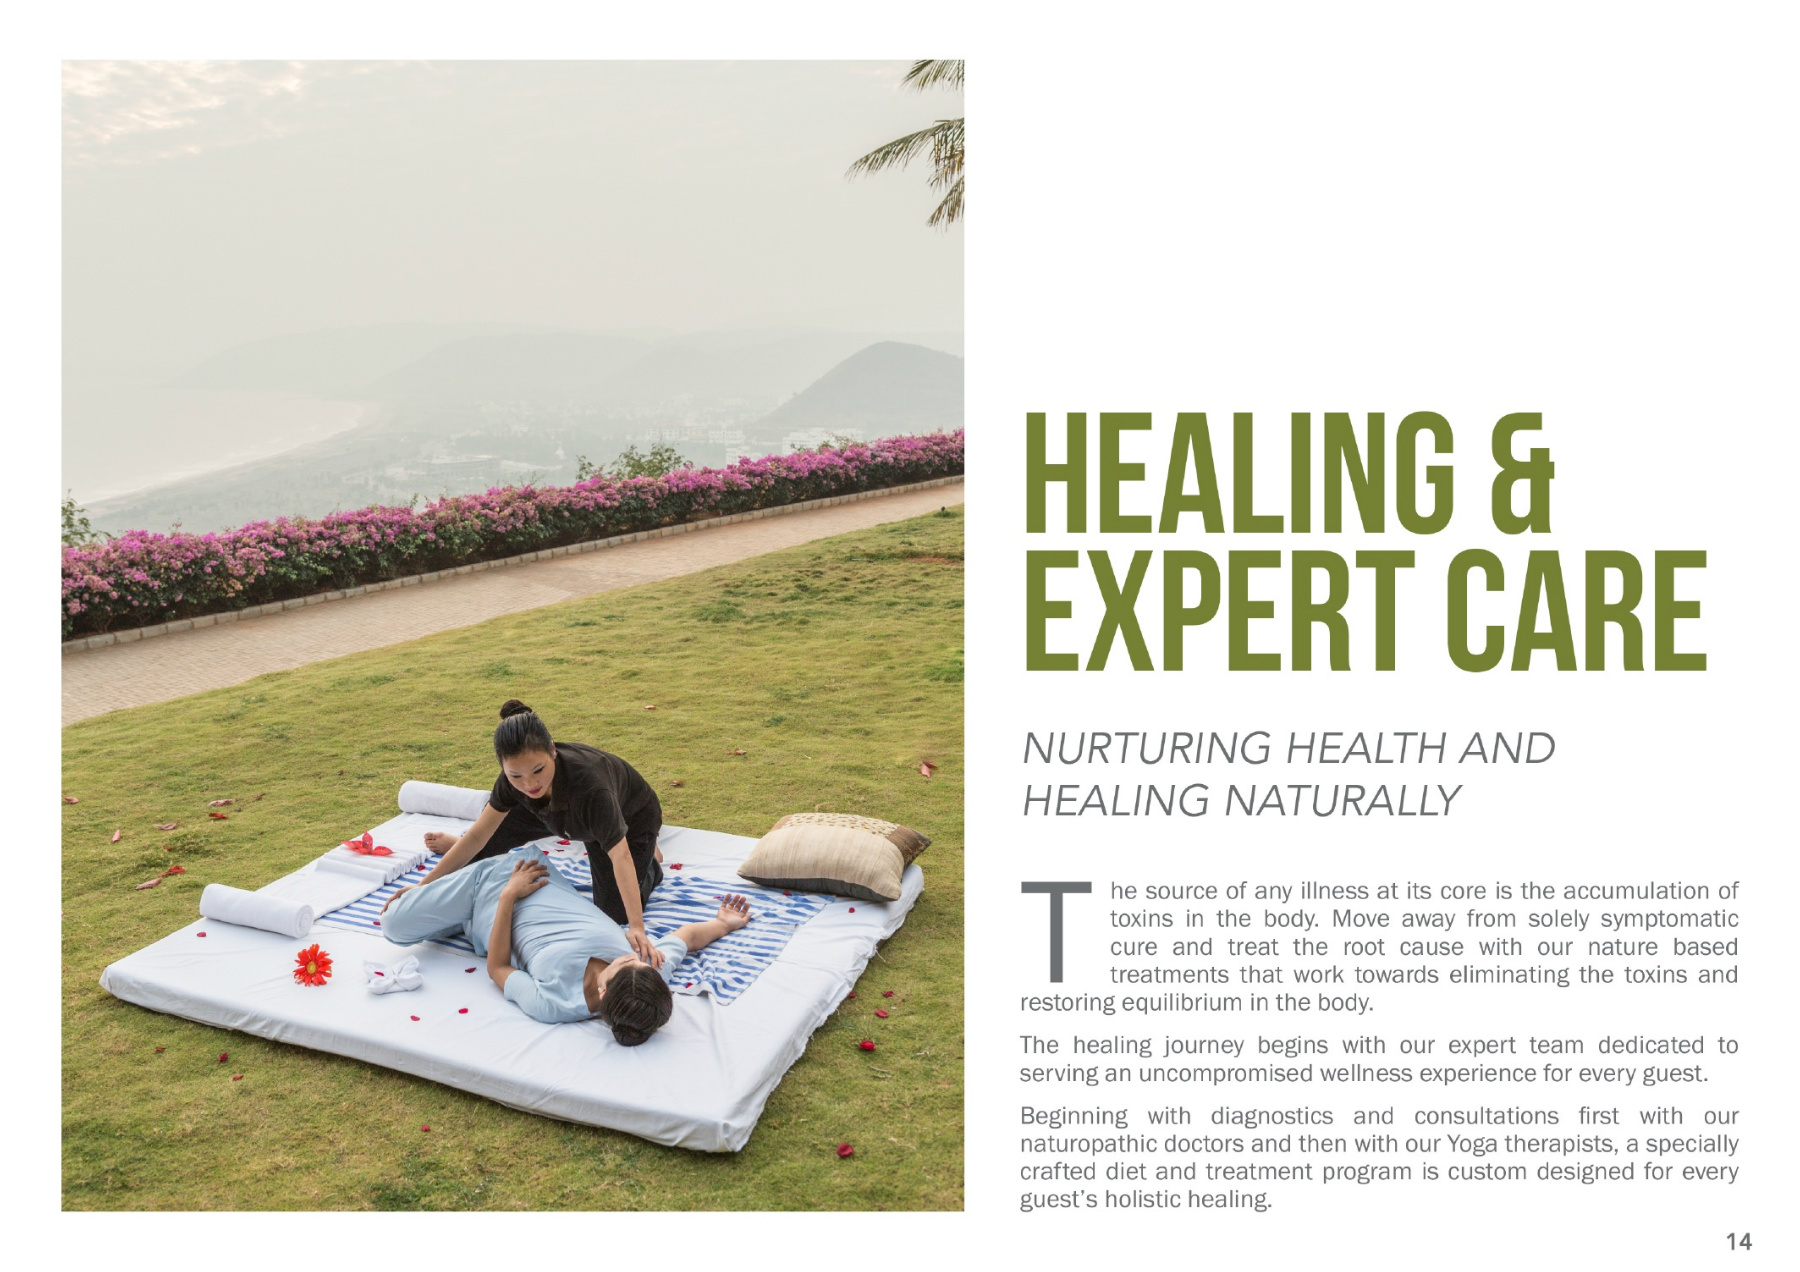 HEALING &
EXPERT CARE
NURTURING HEALTH AND
HEALING NATURALLY
The source of any illness at its core is the accumulation of
toxins in the body. Move away from solely symptomatic
cure and treat the root cause with our nature based
treatments that work towards eliminating the toxins and
restoring equilibrium in the body.
The healing journey begins with our expert team dedicated to
serving an uncompromised wellness experience for every guest.
Beginning with diagnostics and consultations first with our
naturopathic doctors and then with our Yoga therapists, a specially
crafted diet and treatment program is custom designed for every
guest’s holistic healing.
14